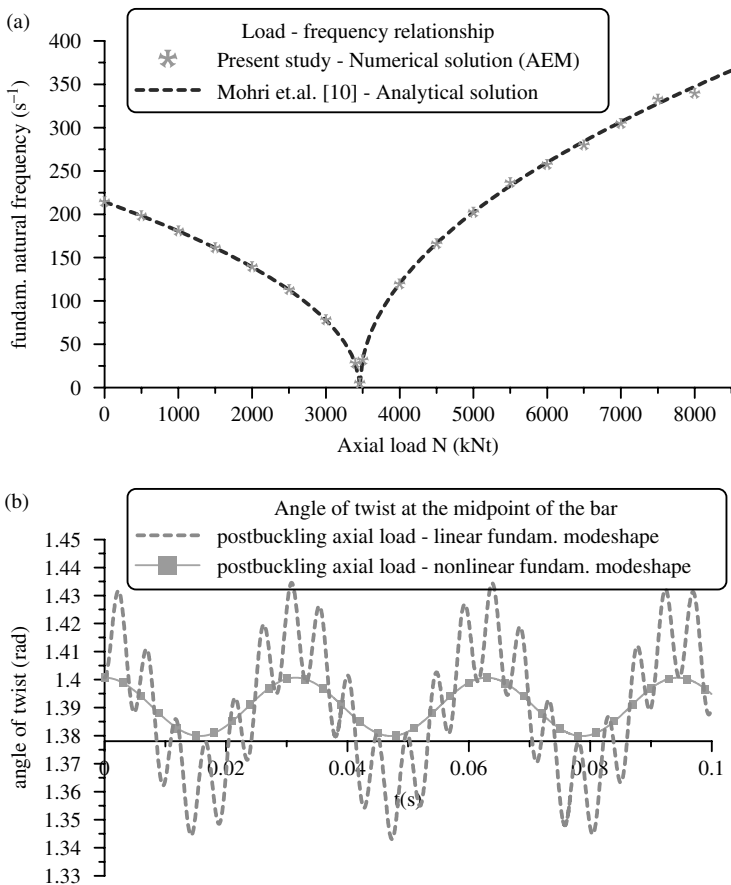 (a)
Load - frequency relationship
Present study - Numerical solution (AEM)
Mohri et.al. [10] - Analytical solution
fundam. natural frequency (s⁻¹)
400
350
300
250
200
150
100
50
0
0 1000 2000 3000 4000 5000 6000 7000 8000
Axial load N (kNt)
(b)
Angle of twist at the midpoint of the bar
postbuckling axial load - linear fundam. modeshape
postbuckling axial load - nonlinear fundam. modeshape
angle of twist (rad)
1.45
1.44
1.43
1.42
1.41
1.4
1.39
1.38
1.37
1.36
1.35
1.34
1.33
0 0.02 0.04 0.06 0.08 0.1
t(s)